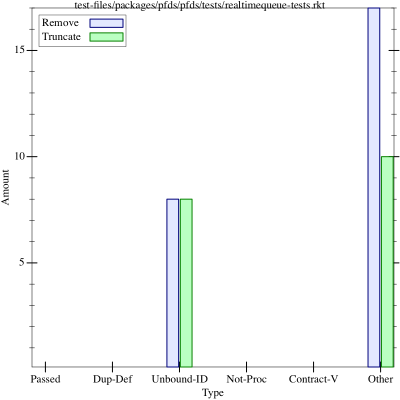 test-files/packages/pfds/pfds/tests/realtimequeue-tests.rkt
Remove
Truncate
15
10
5
Amount
Passed Dup-Def Unbound-ID Not-Proc Contract-V Other
Type